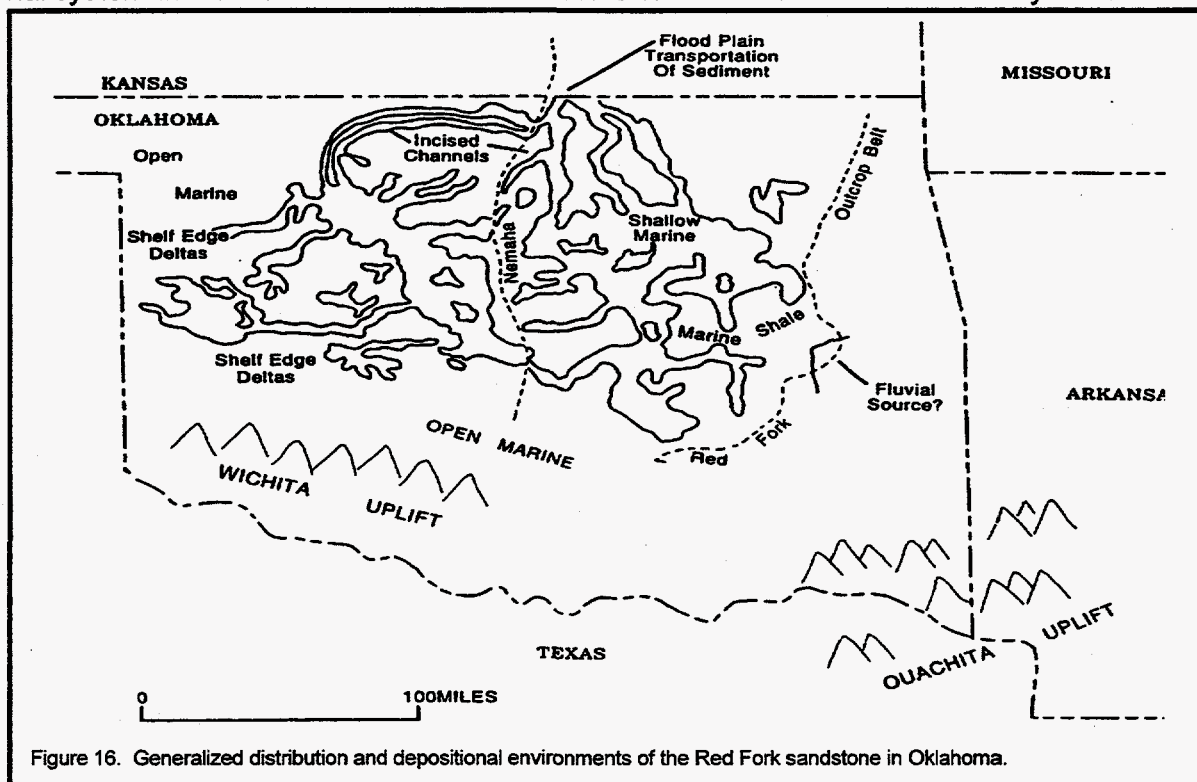 Flood Plain
Transportation
Of Sediment
KANSAS
MISSOURI
OKLAHOMA
Open
Incised
Channels
Marine
Outcrop Belt
Shelf Edge
Deltas
Nemaha
Shallow
Marine
Marine Shale
Shelf Edge
Deltas
Fluvial
Source?
ARKANSA
OPEN MARINE
Red Fork
WICHITA
UPLIFT
TEXAS
OUACHITA
UPLIFT
0 100MILES
Figure 16. Generalized distribution and depositional environments of the Red Fork sandstone in Oklahoma.